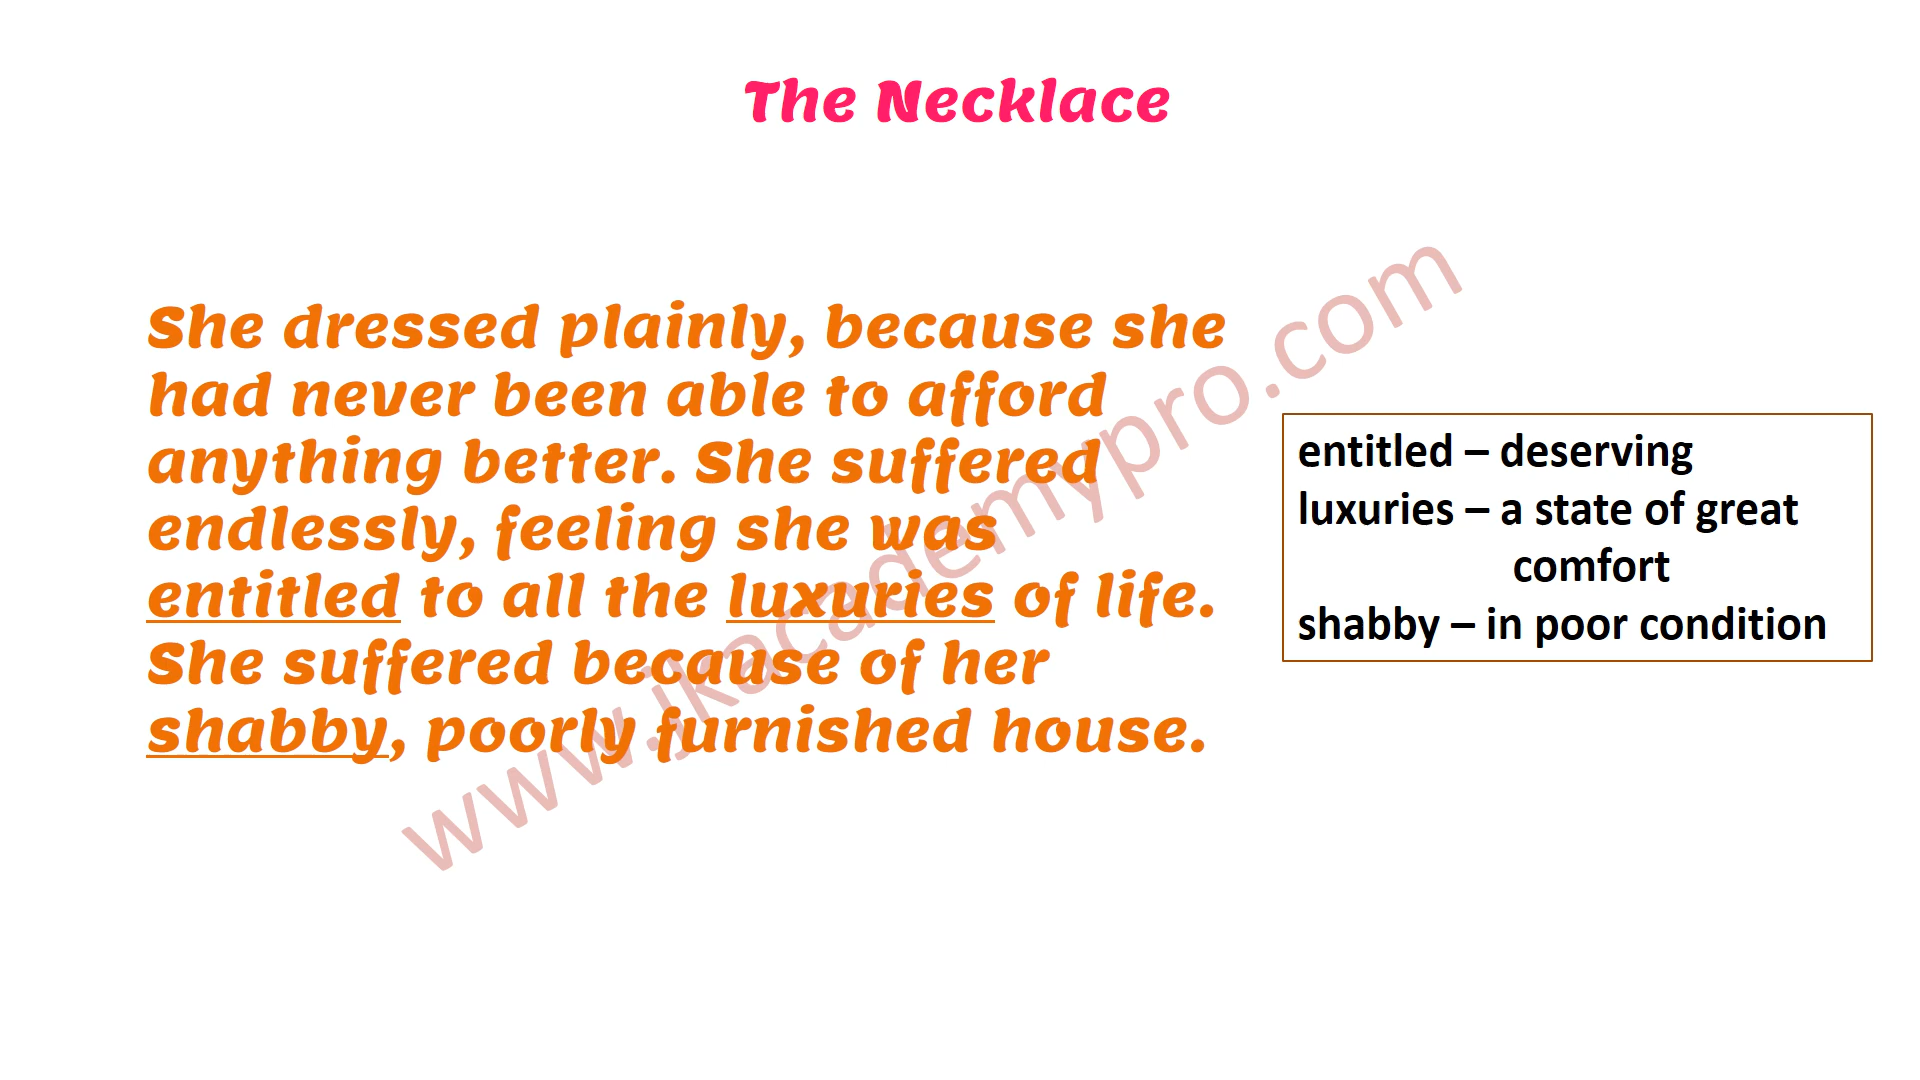 The Necklace
She dressed plainly, because she
had never been able to afford
anything better. She suffered
endlessly, feeling she was
entitled to all the luxuries of life.
She suffered because of her
shabby, poorly furnished house.
entitled – deserving
luxuries – a state of great
comfort
shabby – in poor condition
www.jkacademypro.com